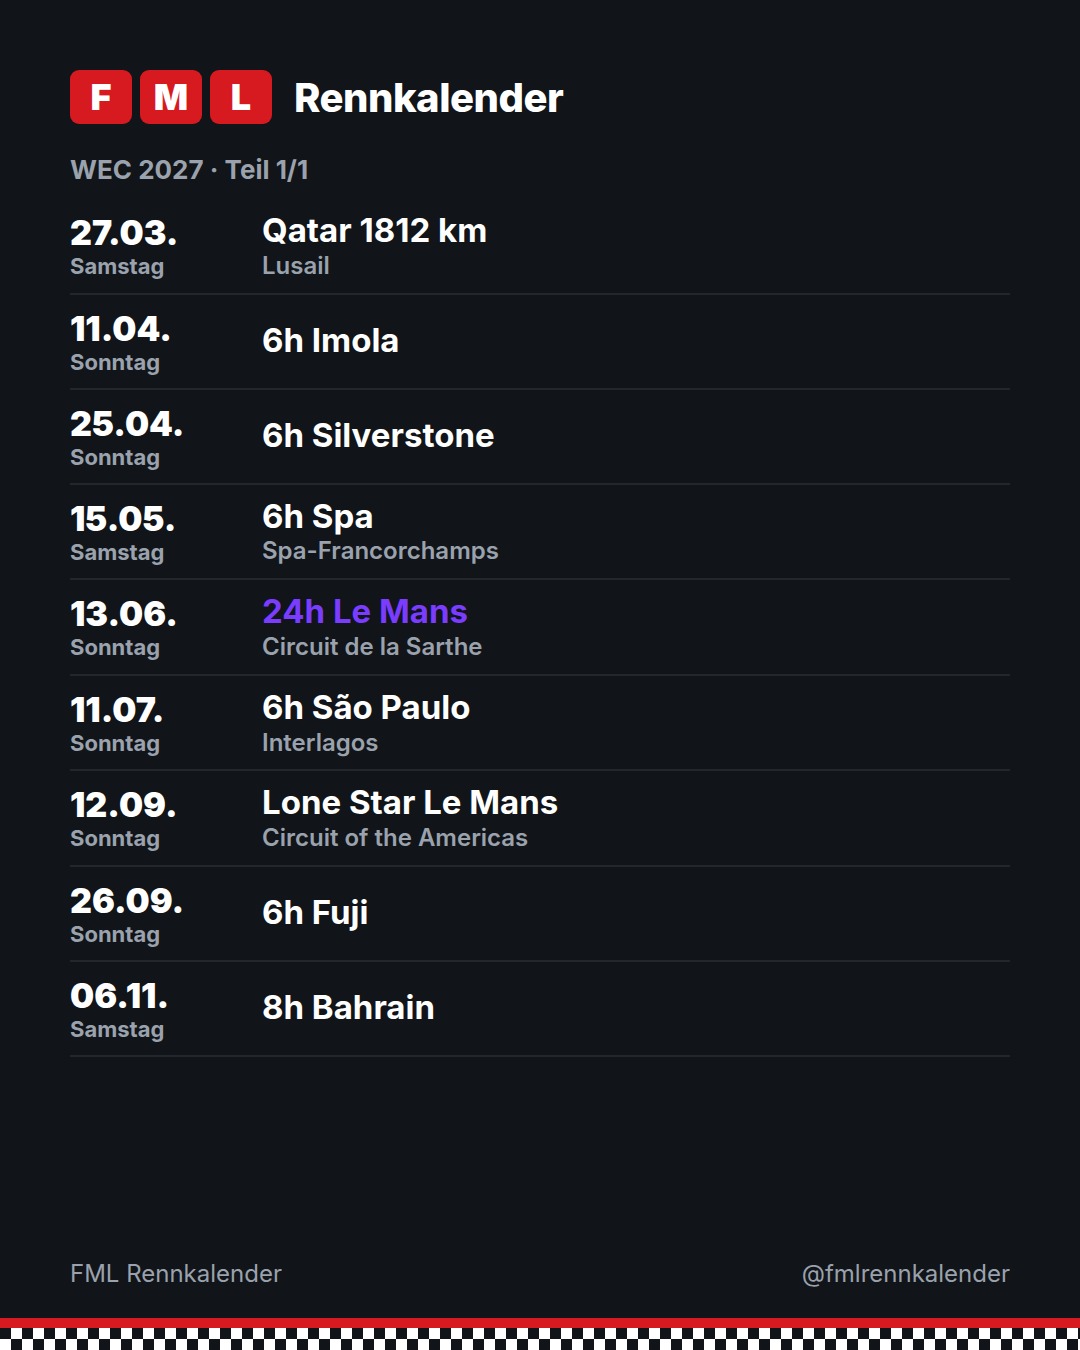 FML Rennkalender
WEC 2027 · Teil 1/1
27.03.
Samstag
Qatar 1812 km
Lusail
11.04.
Sonntag
6h Imola
25.04.
Sonntag
6h Silverstone
15.05.
Samstag
6h Spa
Spa-Francorchamps
13.06.
Sonntag
24h Le Mans
Circuit de la Sarthe
11.07.
Sonntag
6h São Paulo
Interlagos
12.09.
Sonntag
Lone Star Le Mans
Circuit of the Americas
26.09.
Sonntag
6h Fuji
06.11.
Samstag
8h Bahrain
FML Rennkalender
@fmlrennkalender